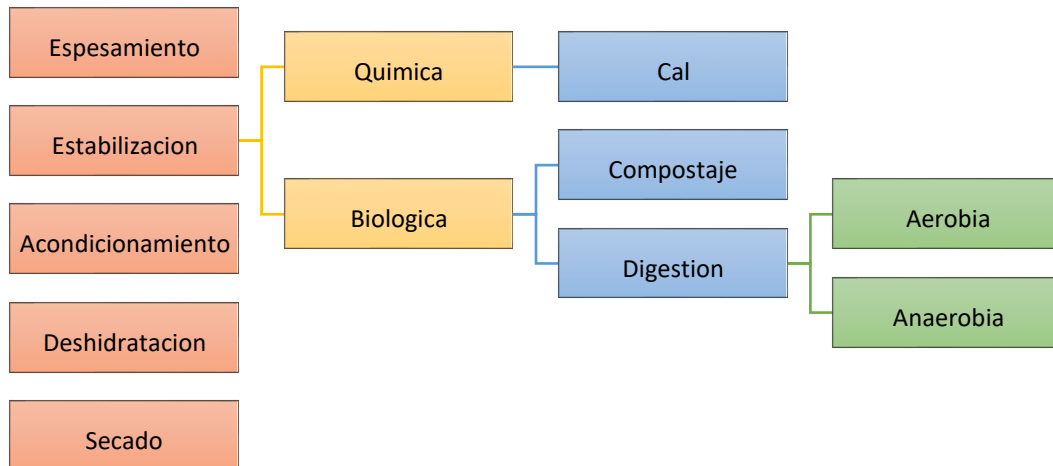 Espesamiento
Estabilizacion
Acondicionamiento
Deshidratacion
Secado
Quimica
Biologica
Cal
Compostaje
Digestion
Aerobia
Anaerobia